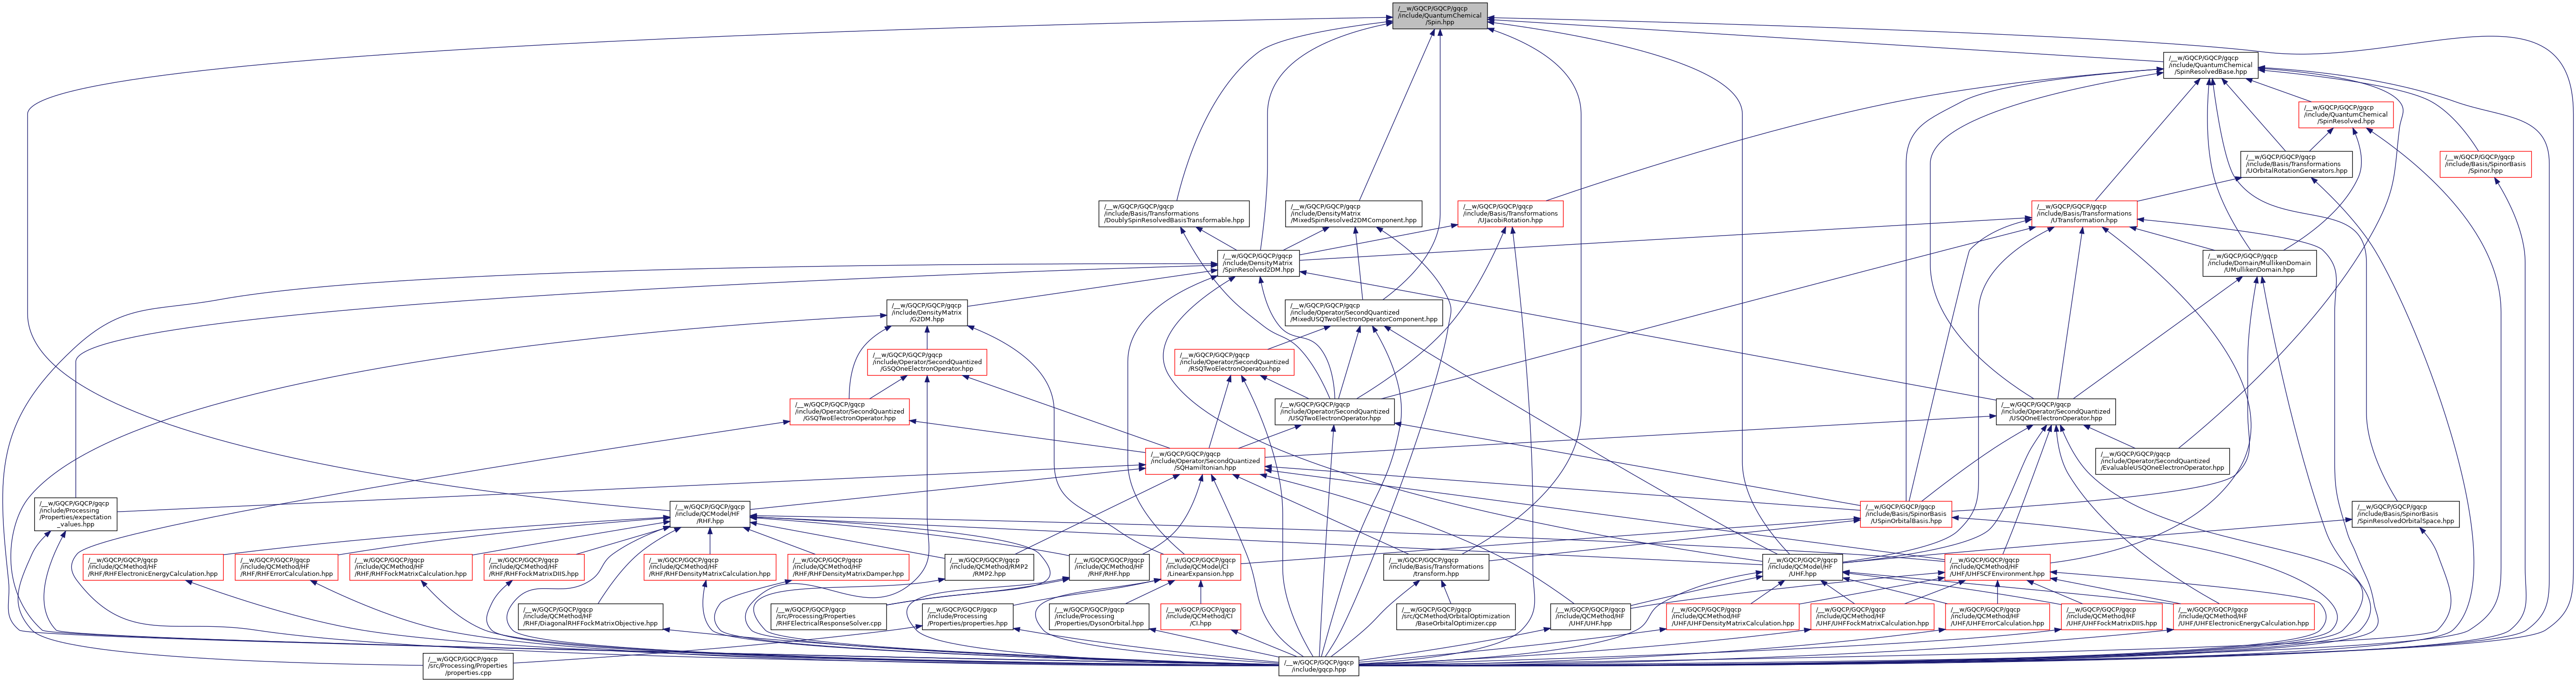 /__w/GQCP/GQCP/gqcp
/include/QuantumChemical
/Spin.hpp
/__w/GQCP/GQCP/gqcp
/include/QuantumChemical
/SpinResolvedBase.hpp
/__w/GQCP/GQCP/gqcp
/include/QuantumChemical
/SpinResolved.hpp
/__w/GQCP/GQCP/gqcp
/include/Basis/Transformations
/UOrbitalRotationGenerators.hpp
/__w/GQCP/GQCP/gqcp
/include/Basis/SpinorBasis
/Spinor.hpp
/__w/GQCP/GQCP/gqcp
/include/Basis/Transformations
/DoublySpinResolvedBasisTransformable.hpp
/__w/GQCP/GQCP/gqcp
/include/DensityMatrix
/MixedSpinResolved2DMComponent.hpp
/__w/GQCP/GQCP/gqcp
/include/Basis/Transformations
/UJacobiRotation.hpp
/__w/GQCP/GQCP/gqcp
/include/Basis/Transformations
/UTransformation.hpp
/__w/GQCP/GQCP/gqcp
/include/DensityMatrix
/SpinResolved2DM.hpp
/__w/GQCP/GQCP/gqcp
/include/Domain/MullikenDomain
/UMullikenDomain.hpp
/__w/GQCP/GQCP/gqcp
/include/DensityMatrix
/G2DM.hpp
/__w/GQCP/GQCP/gqcp
/include/Operator/SecondQuantized
/MixedUSQTwoElectronOperatorComponent.hpp
/__w/GQCP/GQCP/gqcp
/include/Operator/SecondQuantized
/GSQOneElectronOperator.hpp
/__w/GQCP/GQCP/gqcp
/include/Operator/SecondQuantized
/RSQTwoElectronOperator.hpp
/__w/GQCP/GQCP/gqcp
/include/Operator/SecondQuantized
/GSQTwoElectronOperator.hpp
/__w/GQCP/GQCP/gqcp
/include/Operator/SecondQuantized
/USQTwoElectronOperator.hpp
/__w/GQCP/GQCP/gqcp
/include/Operator/SecondQuantized
/USQOneElectronOperator.hpp
/__w/GQCP/GQCP/gqcp
/include/Operator/SecondQuantized
/SQHamiltonian.hpp
/__w/GQCP/GQCP/gqcp
/include/Operator/SecondQuantized
/EvaluableUSQOneElectronOperator.hpp
/__w/GQCP/GQCP/gqcp
/include/Processing
/Properties/expectation
_values.hpp
/__w/GQCP/GQCP/gqcp
/include/QCModel/HF
/RHF.hpp
/__w/GQCP/GQCP/gqcp
/include/Basis/SpinorBasis
/USpinOrbitalBasis.hpp
/__w/GQCP/GQCP/gqcp
/include/Basis/SpinorBasis
/SpinResolvedOrbitalSpace.hpp
/__w/GQCP/GQCP/gqcp
/include/QCMethod/HF
/RHF/RHFElectronicEnergyCalculation.hpp
/__w/GQCP/GQCP/gqcp
/include/QCMethod/HF
/RHF/RHFErrorCalculation.hpp
/__w/GQCP/GQCP/gqcp
/include/QCMethod/HF
/RHF/RHFFockMatrixCalculation.hpp
/__w/GQCP/GQCP/gqcp
/include/QCMethod/HF
/RHF/RHFFockMatrixDIIS.hpp
/__w/GQCP/GQCP/gqcp
/include/QCMethod/HF
/RHF/RHFDensityMatrixCalculation.hpp
/__w/GQCP/GQCP/gqcp
/include/QCMethod/HF
/RHF/RHFDensityMatrixDamper.hpp
/__w/GQCP/GQCP/gqcp
/include/QCMethod/RMP2
/RMP2.hpp
/__w/GQCP/GQCP/gqcp
/include/QCMethod/HF
/RHF/RHF.hpp
/__w/GQCP/GQCP/gqcp
/include/QCModel/CI
/LinearExpansion.hpp
/__w/GQCP/GQCP/gqcp
/include/Basis/Transformations
/transform.hpp
/__w/GQCP/GQCP/gqcp
/include/QCModel/HF
/UHF.hpp
/__w/GQCP/GQCP/gqcp
/include/QCMethod/HF
/UHF/UHFSCFEnvironment.hpp
/__w/GQCP/GQCP/gqcp
/include/QCMethod/HF
/RHF/DiagonalRHFFockMatrixObjective.hpp
/__w/GQCP/GQCP/gqcp
/src/Processing/Properties
/RHFElectricalResponseSolver.cpp
/__w/GQCP/GQCP/gqcp
/include/Processing
/Properties/properties.hpp
/__w/GQCP/GQCP/gqcp
/include/Processing
/Properties/DysonOrbital.hpp
/__w/GQCP/GQCP/gqcp
/include/QCMethod/CI
/CI.hpp
/__w/GQCP/GQCP/gqcp
/src/QCMethod/OrbitalOptimization
/BaseOrbitalOptimizer.cpp
/__w/GQCP/GQCP/gqcp
/include/QCMethod/HF
/UHF/UHF.hpp
/__w/GQCP/GQCP/gqcp
/include/QCMethod/HF
/UHF/UHFDensityMatrixCalculation.hpp
/__w/GQCP/GQCP/gqcp
/include/QCMethod/HF
/UHF/UHFFockMatrixCalculation.hpp
/__w/GQCP/GQCP/gqcp
/include/QCMethod/HF
/UHF/UHFErrorCalculation.hpp
/__w/GQCP/GQCP/gqcp
/include/QCMethod/HF
/UHF/UHFFockMatrixDIIS.hpp
/__w/GQCP/GQCP/gqcp
/include/QCMethod/HF
/UHF/UHFElectronicEnergyCalculation.hpp
/__w/GQCP/GQCP/gqcp
/src/Processing/Properties
/properties.cpp
/__w/GQCP/GQCP/gqcp
/include/gqcp.hpp